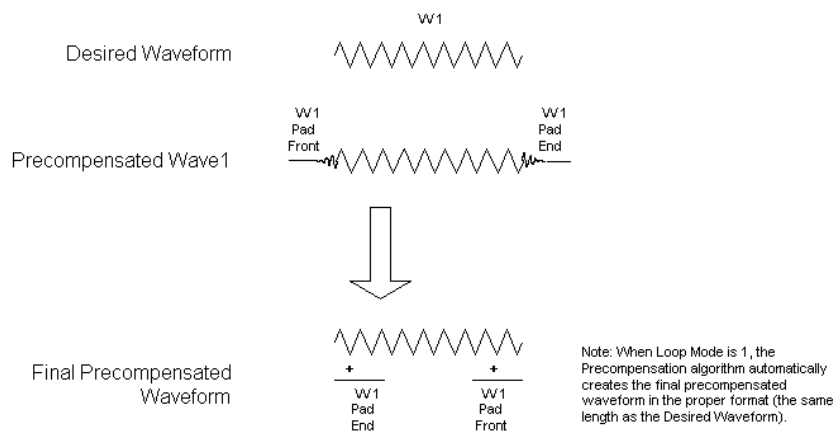 W1
Desired Waveform
W1
Pad
Front
W1
Pad
End
Precompensated Wave1
Final Precompensated
Waveform
+
W1
Pad
End
+
W1
Pad
Front
Note: When Loop Mode is 1, the
Precompensation algorithm automatically
creates the final precompensated
waveform in the proper format (the same
length as the Desired Waveform).